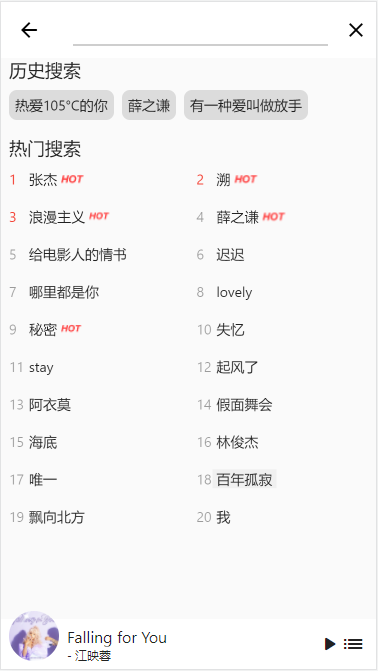 历史搜索
热爱105°C的你 薛之谦 有一种爱叫做放手
热门搜索
1 张杰 HOT 2 溯 HOT
3 浪漫主义 HOT 4 薛之谦 HOT
5 给电影人的情书 6 迟迟
7 哪里都是你 8 lovely
9 秘密 HOT 10 失忆
11 stay 12 起风了
13 阿衣莫 14 假面舞会
15 海底 16 林俊杰
17 唯一 18 百年孤寂
19 飘向北方 20 我
Falling for You
- 江映蓉